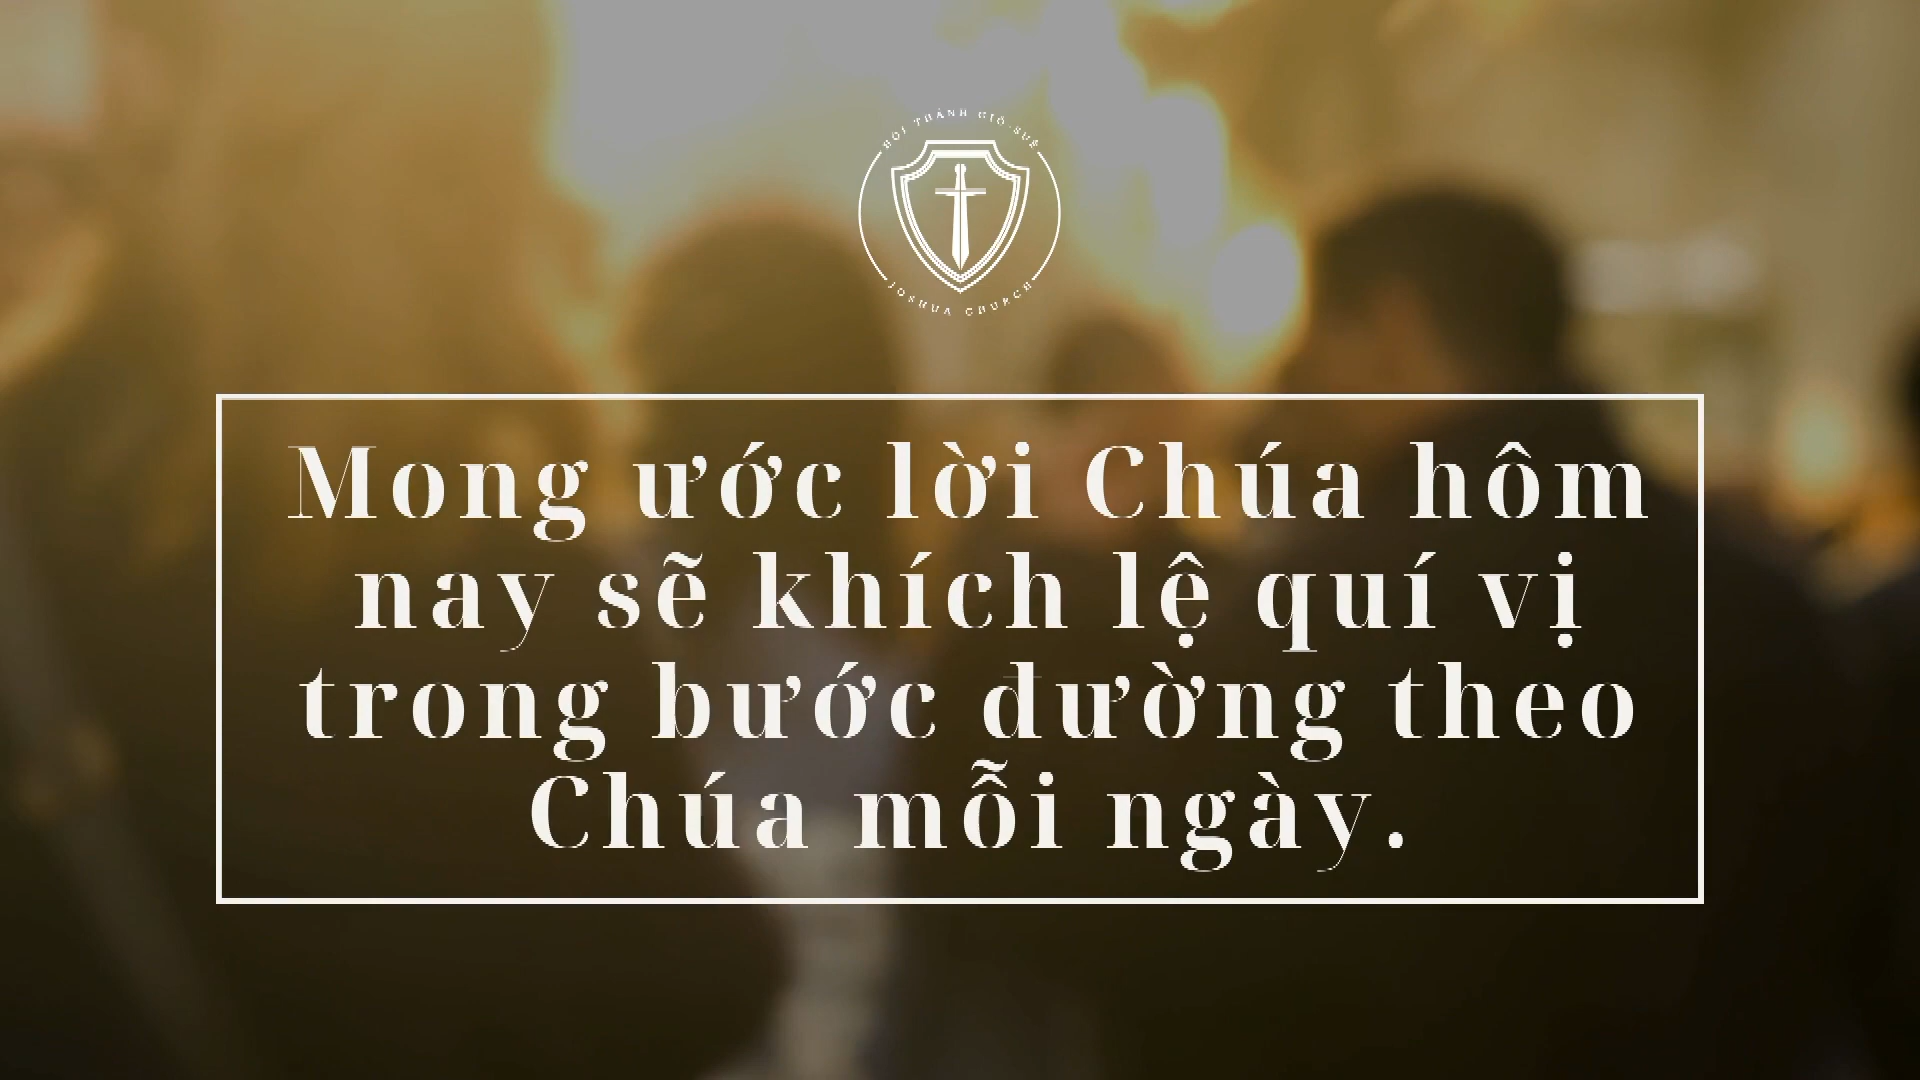 HỘI THÁNH GIÔ-SUÊ
JOSHUA CHURCH
Mong ước lời Chúa hôm
nay sẽ khích lệ quí vị
trong bước đường theo
Chúa mỗi ngày.